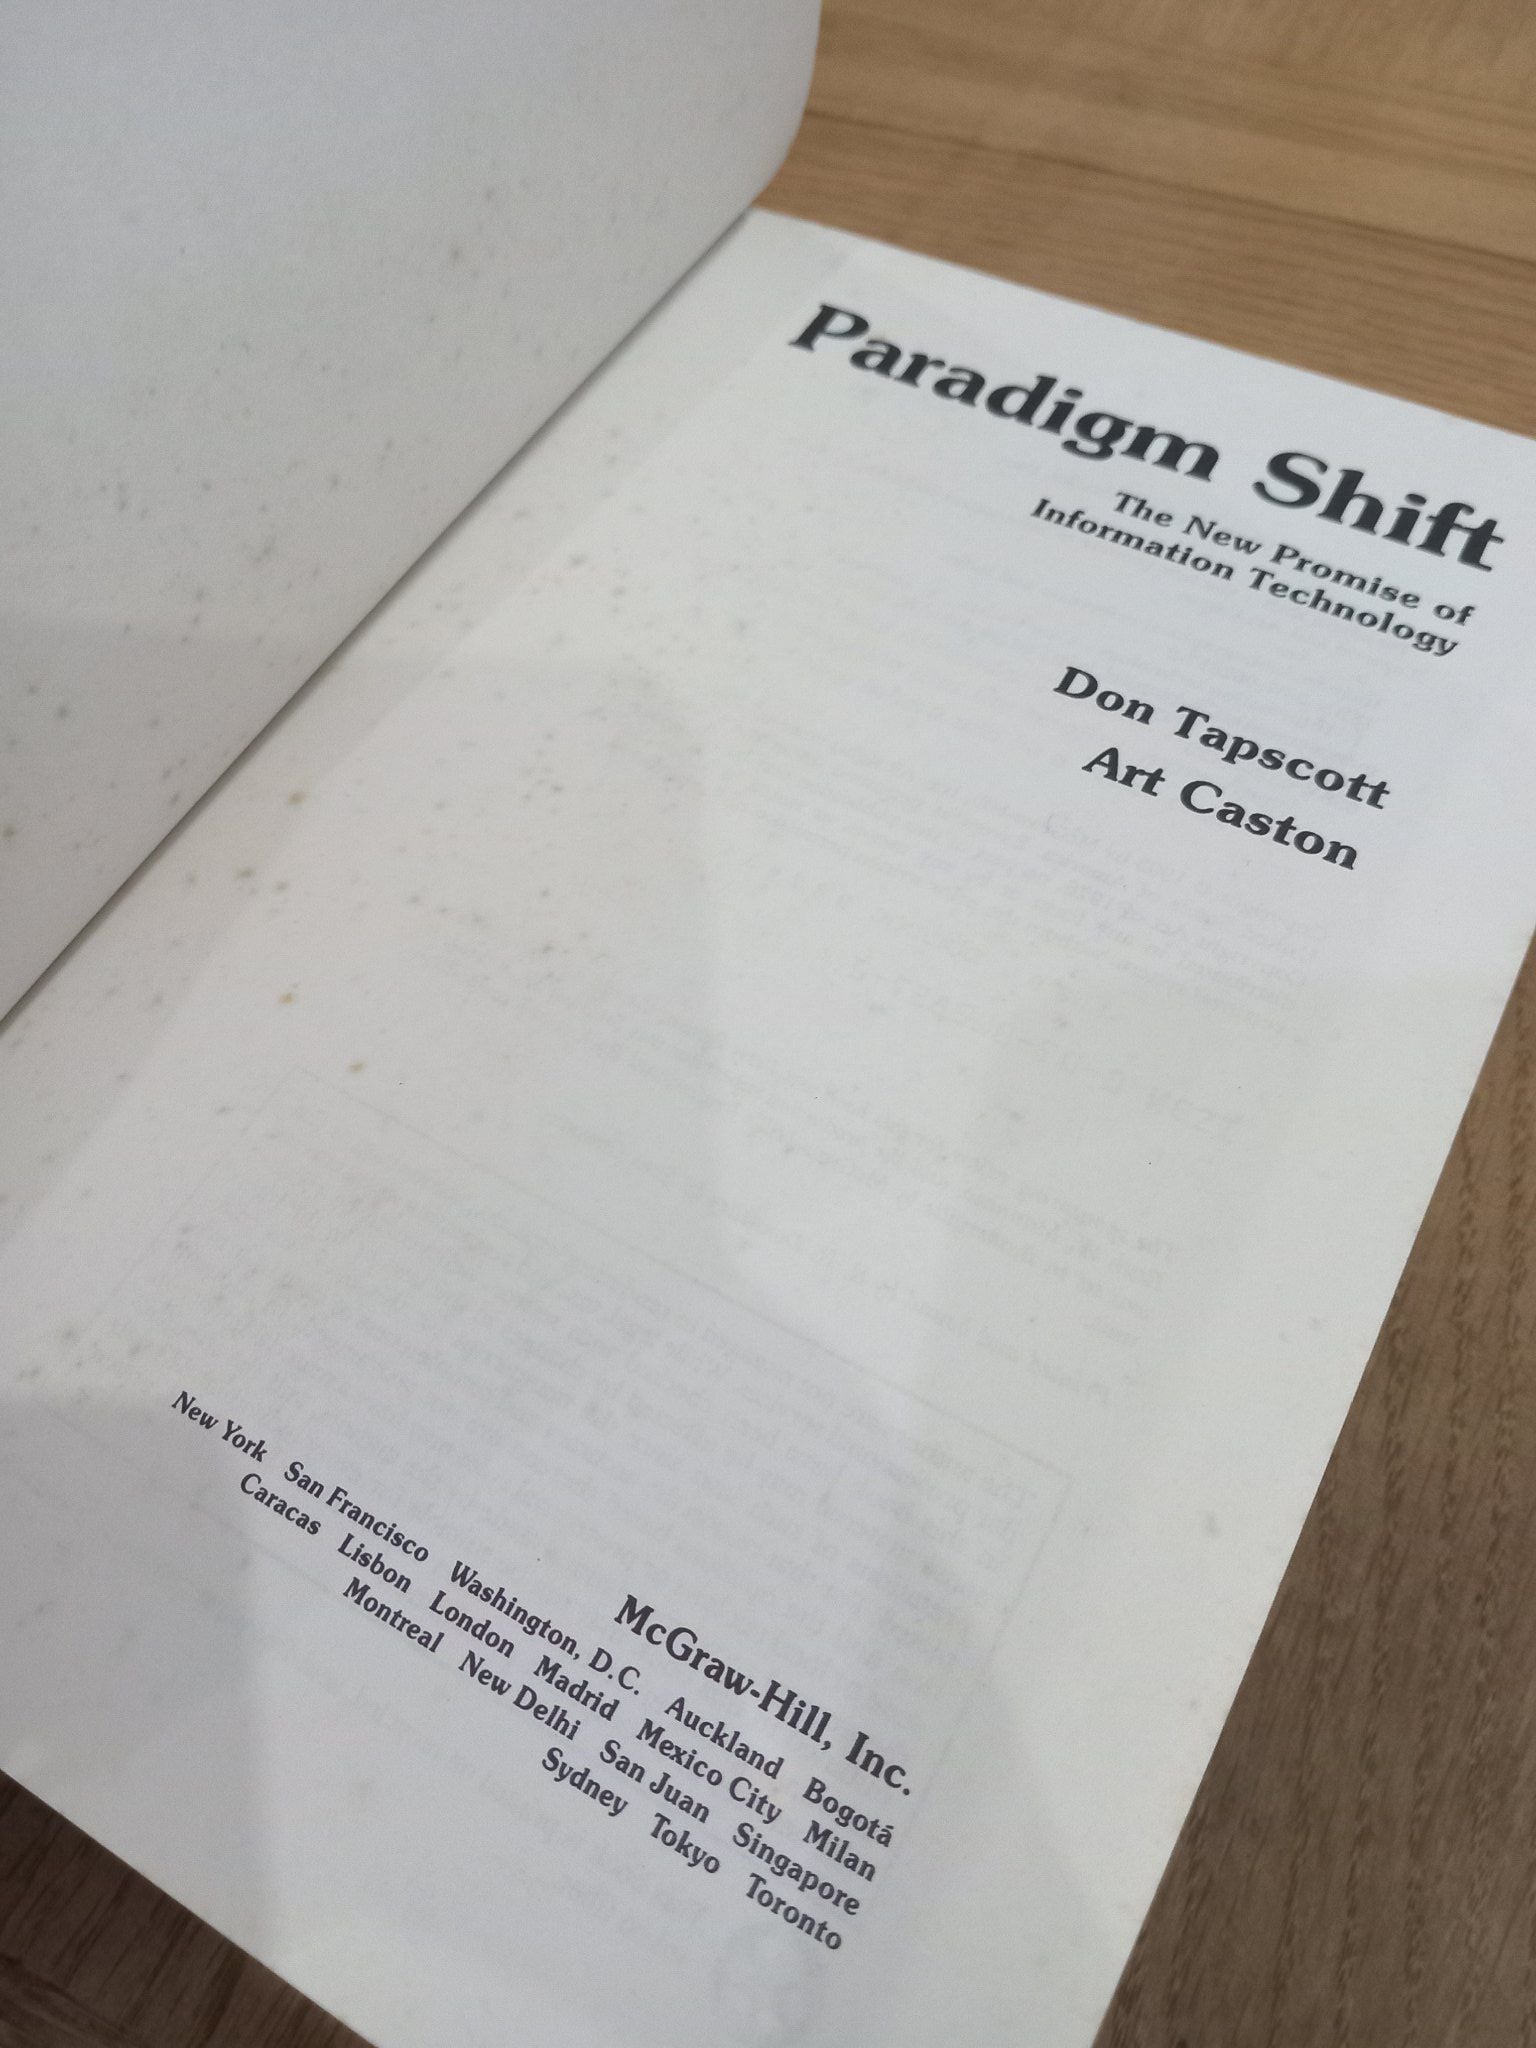 Paradigm Shift
The New Promise of
Information Technology
Don Tapscott
Art Caston
McGraw-Hill, Inc.
New York San Francisco Washington, D.C. Auckland Bogotá
Caracas Lisbon London Madrid Mexico City Milan
Montreal New Delhi San Juan Singapore
Sydney Tokyo Toronto